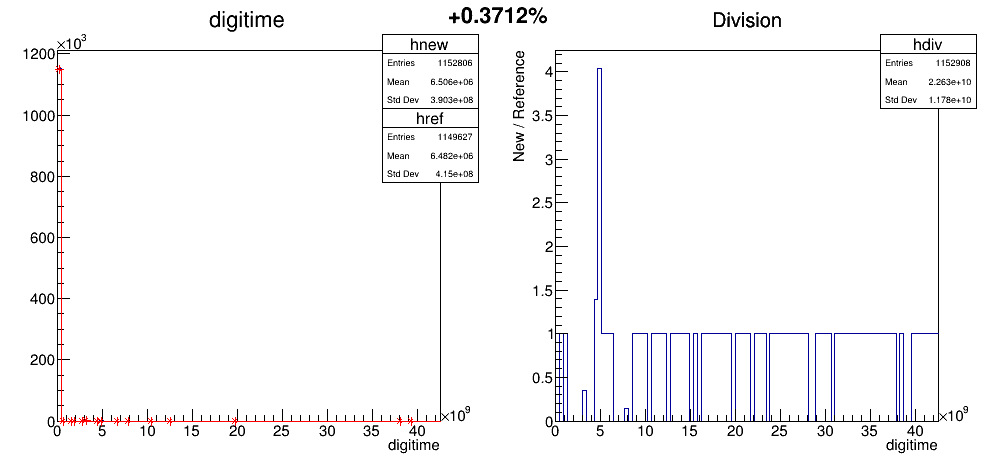 +0.3712%
digitime
×10³
1200
1000
800
600
400
200
0
0 5 10 15 20 25 30 35 40
×10⁹
digitime
hnew
Entries 1152806
Mean 6.506e+06
Std Dev 3.903e+08
href
Entries 1149627
Mean 6.482e+06
Std Dev 4.15e+08
Division
New / Reference
4
3.5
3
2.5
2
1.5
1
0.5
0
0 5 10 15 20 25 30 35 40
×10⁹
digitime
hdiv
Entries 1152908
Mean 2.263e+10
Std Dev 1.178e+10